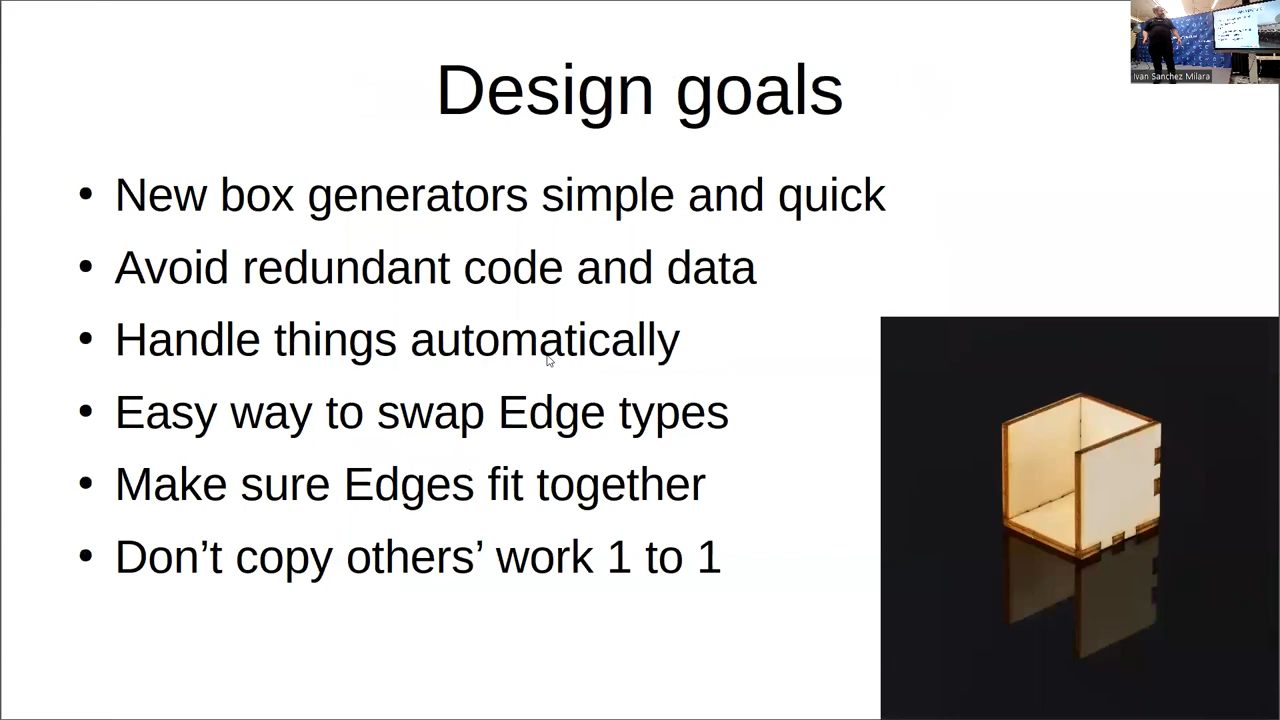 Design goals
• New box generators simple and quick
• Avoid redundant code and data
• Handle things automatically
• Easy way to swap Edge types
• Make sure Edges fit together
• Don’t copy others’ work 1 to 1
Ivan Sanchez Milara